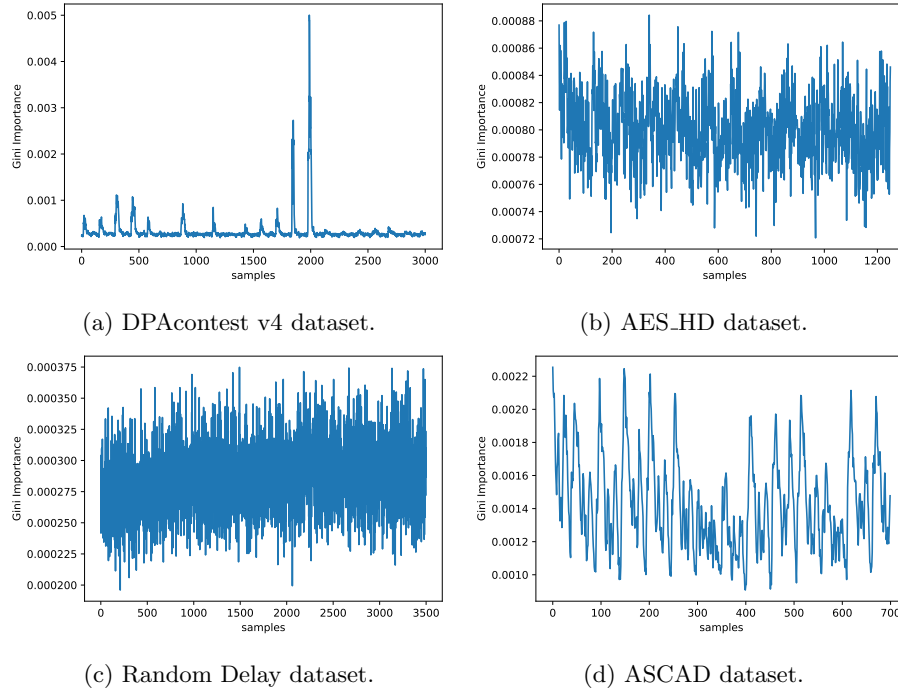 0.005
0.004
0.003
0.002
0.001
0.000
Gini Importance
0 500 1000 1500 2000 2500 3000
samples
(a) DPAcontest v4 dataset.
0.00088
0.00086
0.00084
0.00082
0.00080
0.00078
0.00076
0.00074
0.00072
Gini Importance
0 200 400 600 800 1000 1200
samples
(b) AES_HD dataset.
0.000375
0.000350
0.000325
0.000300
0.000275
0.000250
0.000225
0.000200
Gini Importance
0 500 1000 1500 2000 2500 3000 3500
samples
(c) Random Delay dataset.
0.0022
0.0020
0.0018
0.0016
0.0014
0.0012
0.0010
Gini Importance
0 100 200 300 400 500 600 700
samples
(d) ASCAD dataset.